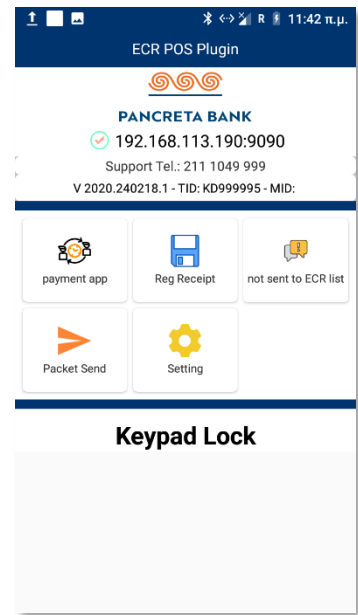 R 11:42 π.μ.
ECR POS Plugin
PANCRETA BANK
192.168.113.190:9090
Support Tel.: 211 1049 999
V 2020.240218.1 - TID: KD999995 - MID:
payment app
Reg Receipt
not sent to ECR list
Packet Send
Setting
Keypad Lock